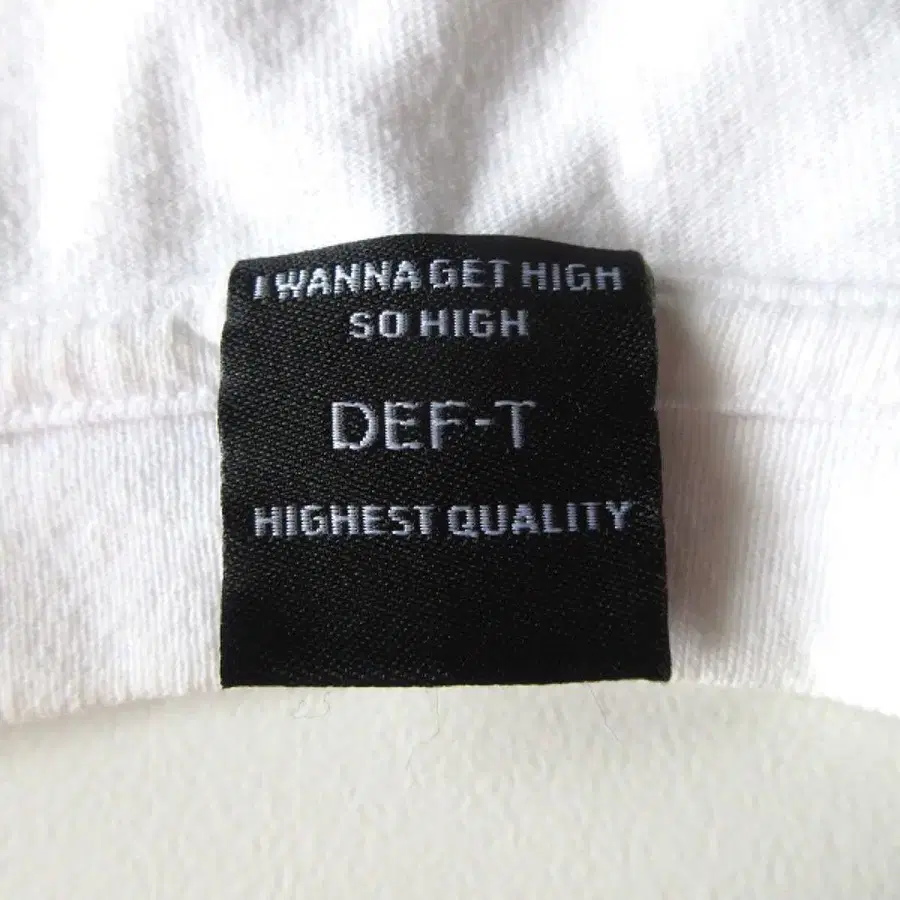 I WANNA GET HIGH
SO HIGH
DEF-T
HIGHEST QUALITY